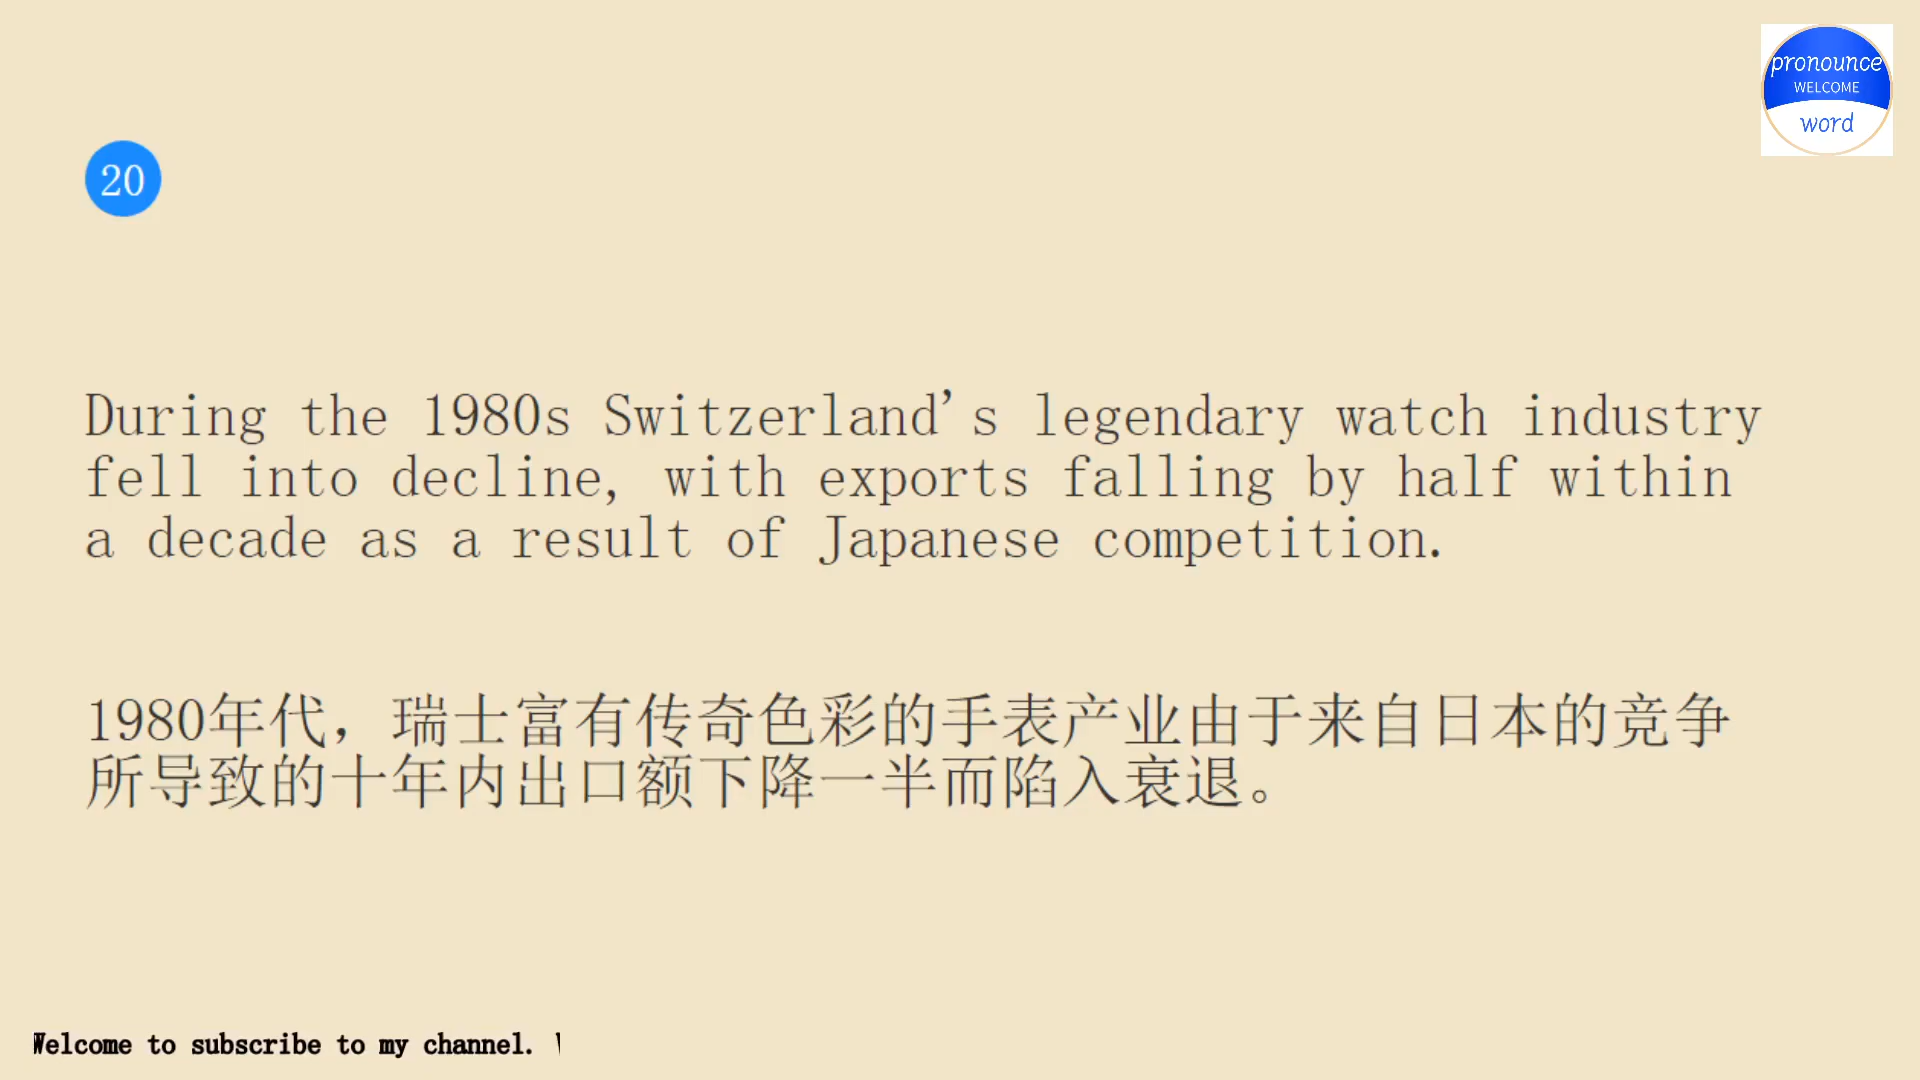 pronounce
WELCOME
word
20
During the 1980s Switzerland's legendary watch industry
fell into decline, with exports falling by half within
a decade as a result of Japanese competition.
1980年代，瑞士富有传奇色彩的手表产业由于来自日本的竞争
所导致的十年内出口额下降一半而陷入衰退。
Welcome to subscribe to my channel.